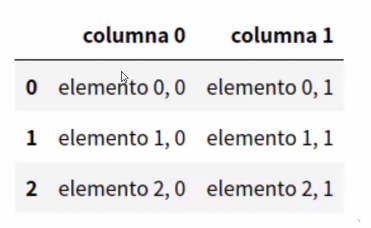 columna 0 columna 1
0 elemento 0, 0 elemento 0, 1
1 elemento 1, 0 elemento 1, 1
2 elemento 2, 0 elemento 2, 1